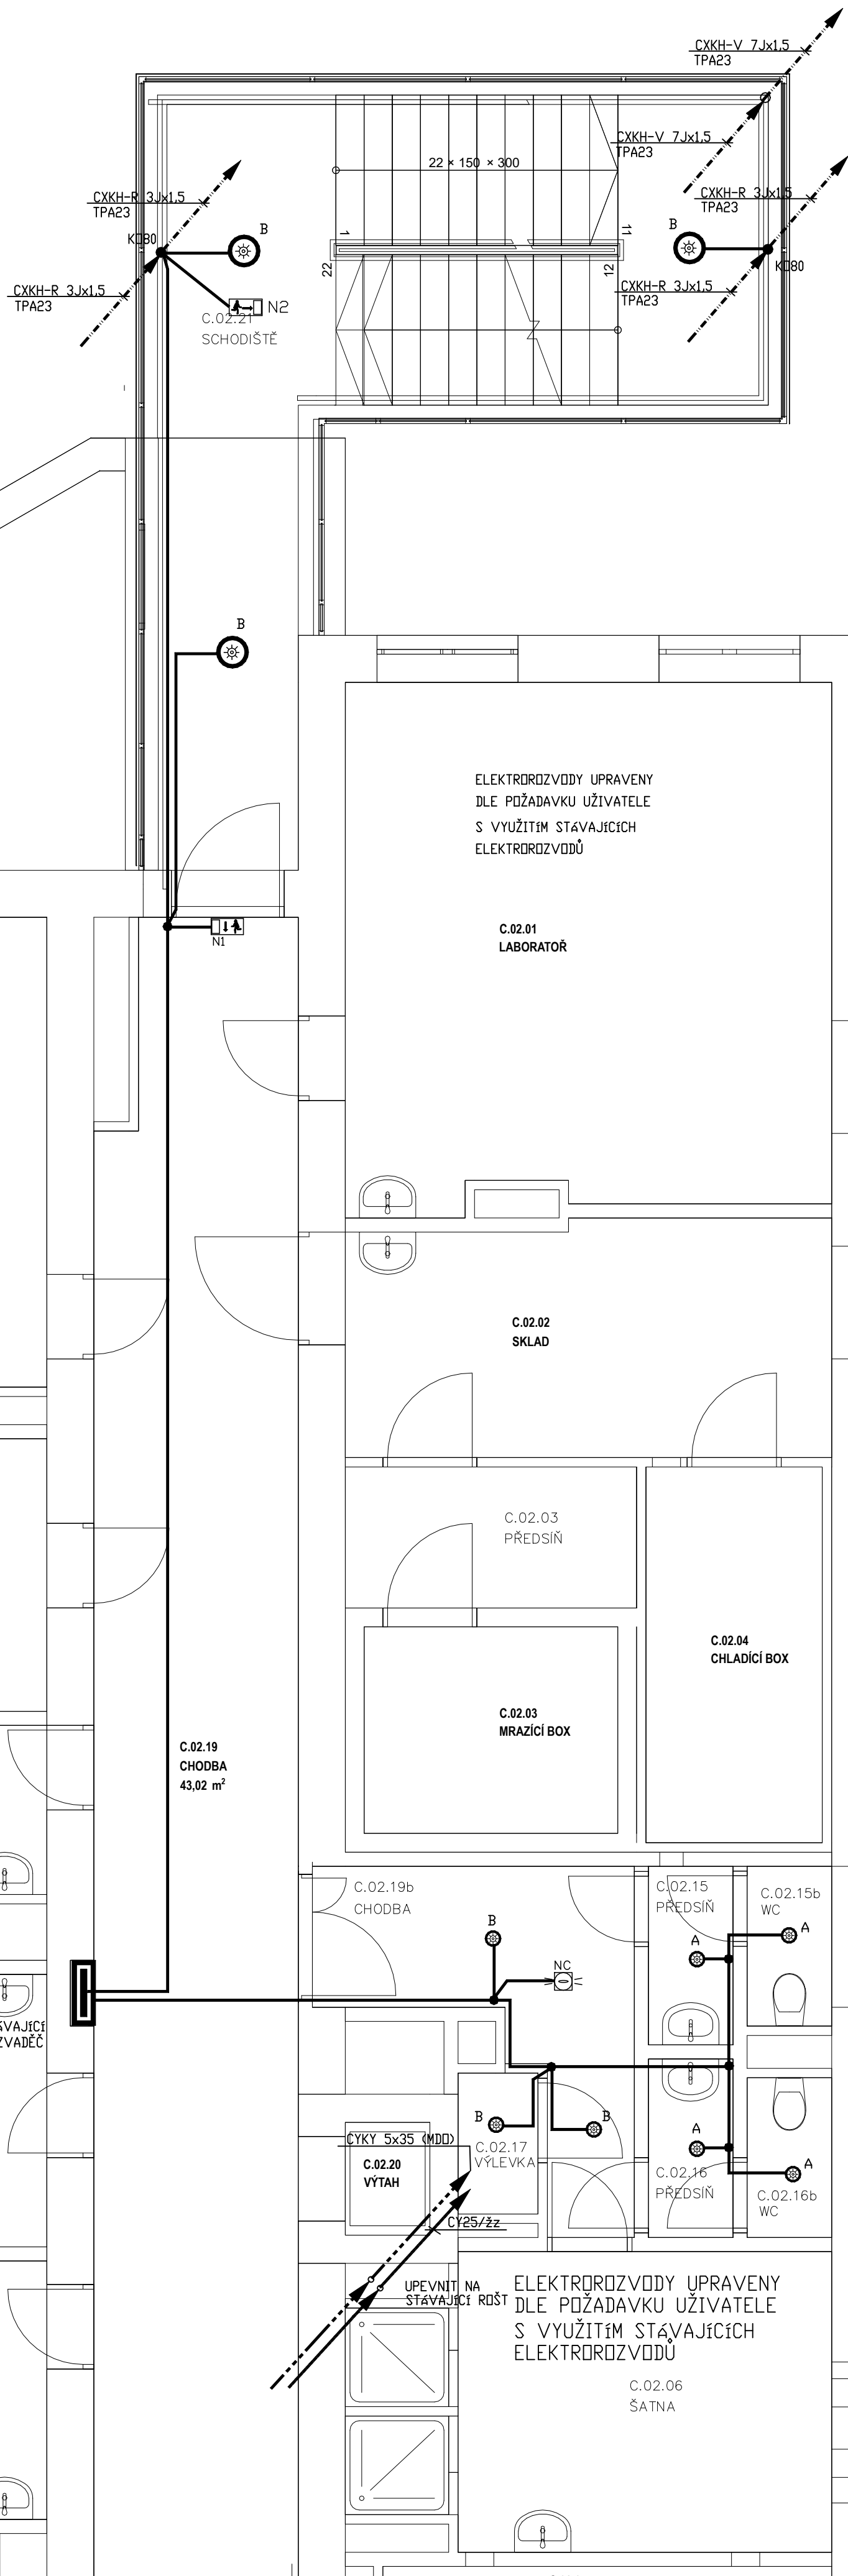 CXKH-V 7Jx1,5
TPA23
CXKH-V 7Jx1,5
TPA23
22 × 150 × 300
CXKH-R 3Jx1,5
TPA23
CXKH-R 3Jx1,5
TPA23
B
B
1
11
KO80
KO80
22
12
CXKH-R 3Jx1,5
TPA23
CXKH-R 3Jx1,5
TPA23
N2
C.02.21
SCHODIŠTĚ
B
ELEKTROROZVODY UPRAVENY
DLE POŽADAVKU UŽIVATELE
S VYUŽITÍM STÁVAJÍCÍCH
ELEKTROROZVODŮ
C.02.01
LABORATOŘ
N1
C.02.02
SKLAD
C.02.03
PŘEDSÍŇ
C.02.04
CHLADÍCÍ BOX
C.02.03
MRAZÍCÍ BOX
C.02.19
CHODBA
43,02 m²
C.02.19b
CHODBA
C.02.15
PŘEDSÍŇ
C.02.15b
WC
B
A
A
NC
ÁVAJÍCÍ
ZVADĚČ
B
B
A
A
CYKY 5x35 (MDO)
C.02.17
VÝLEVKA
C.02.20
VÝTAH
C.02.16
PŘEDSÍŇ
C.02.16b
WC
CY25/žz
UPEVNIT NA
STÁVAJÍCÍ ROŠT
ELEKTROROZVODY UPRAVENY
DLE POŽADAVKU UŽIVATELE
S VYUŽITÍM STÁVAJÍCÍCH
ELEKTROROZVODŮ
C.02.06
ŠATNA